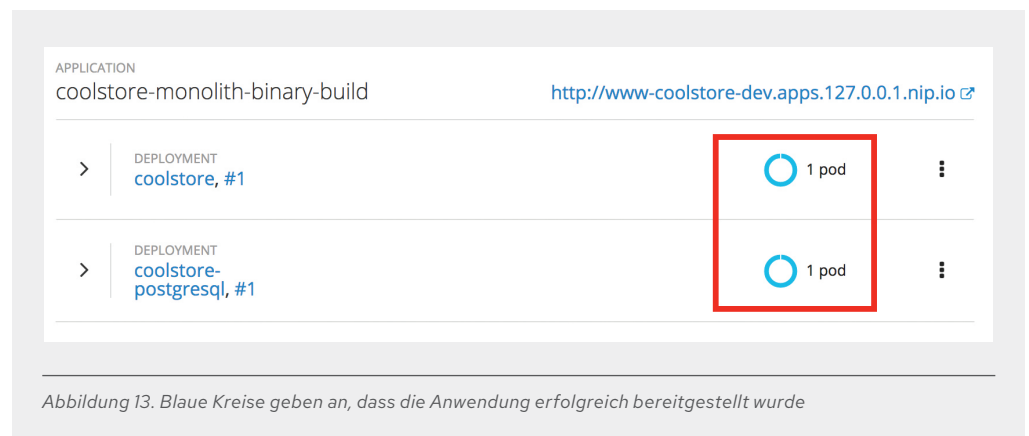 APPLICATION
coolstore-monolith-binary-build
http://www-coolstore-dev.apps.127.0.0.1.nip.io
DEPLOYMENT
coolstore, #1
1 pod
DEPLOYMENT
coolstore-
postgresql, #1
1 pod
Abbildung 13. Blaue Kreise geben an, dass die Anwendung erfolgreich bereitgestellt wurde